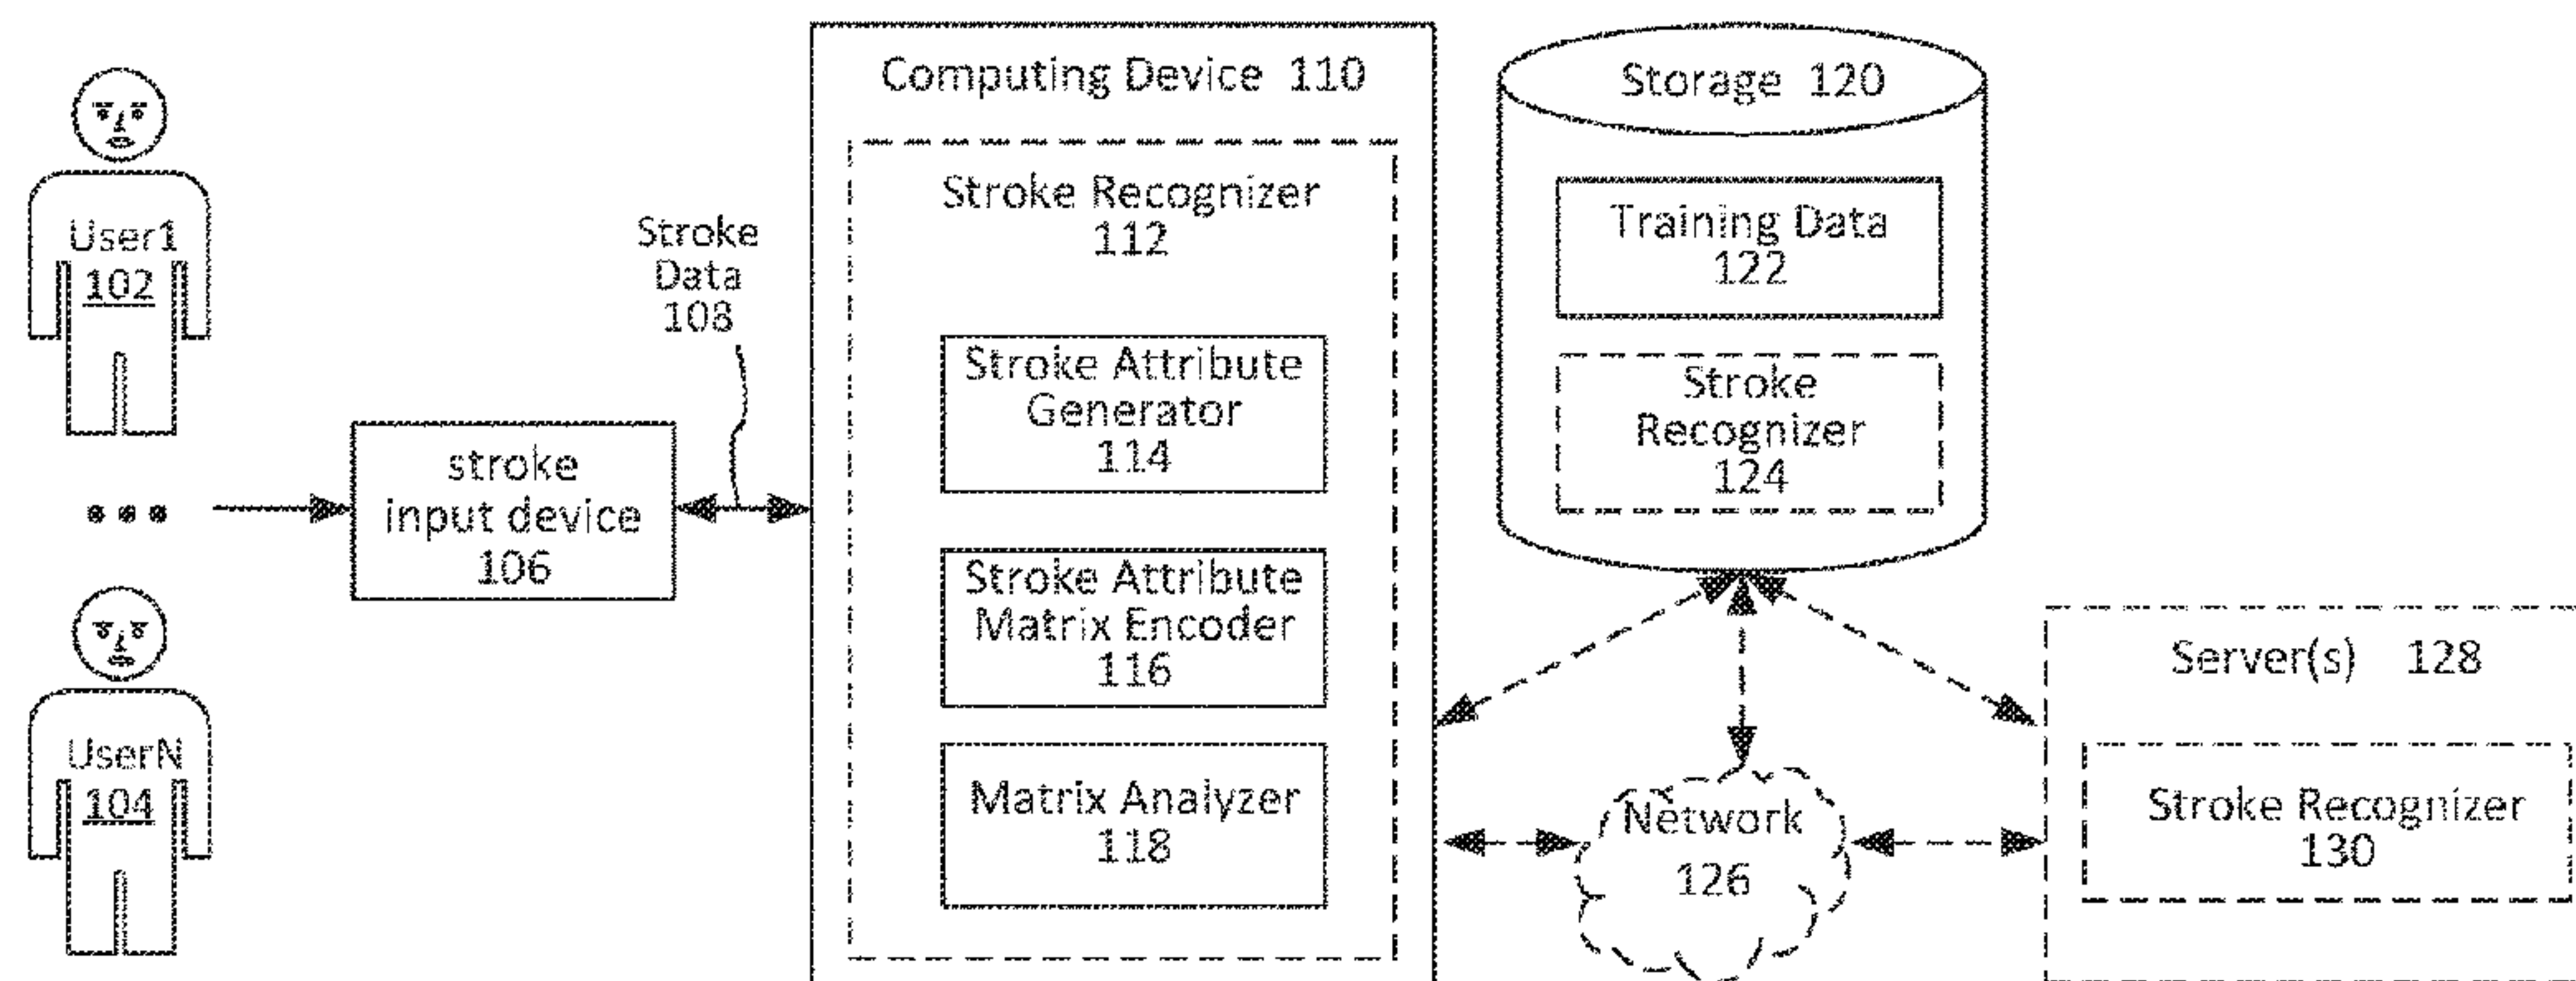 User1
102
UserN
104
stroke
input device
106
Stroke
Data
108
Computing Device 110
Stroke Recognizer
112
Stroke Attribute
Generator
114
Stroke Attribute
Matrix Encoder
116
Matrix Analyzer
118
Storage 120
Training Data
122
Stroke
Recognizer
124
Network
126
Server(s) 128
Stroke Recognizer
130